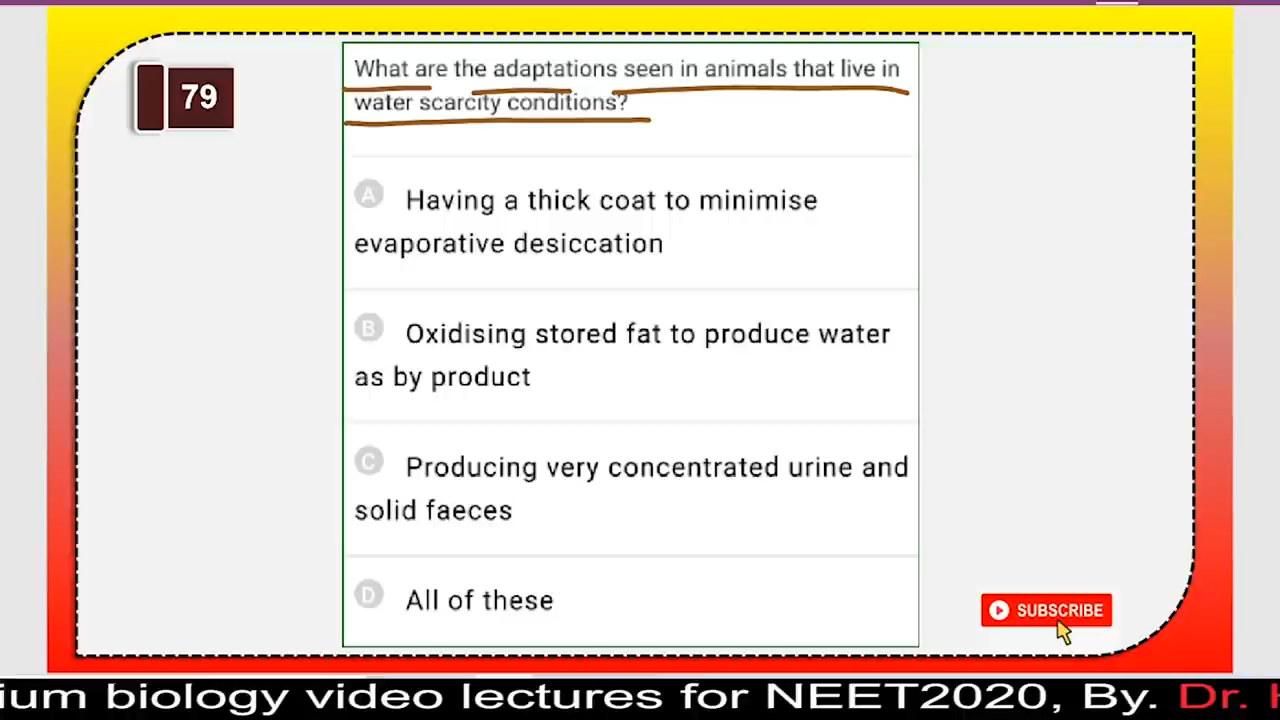 79
What are the adaptations seen in animals that live in
water scarcity conditions?
A Having a thick coat to minimise
evaporative desiccation
B Oxidising stored fat to produce water
as by product
C Producing very concentrated urine and
solid faeces
D All of these
SUBSCRIBE
ium biology video lectures for NEET2020, By. Dr.